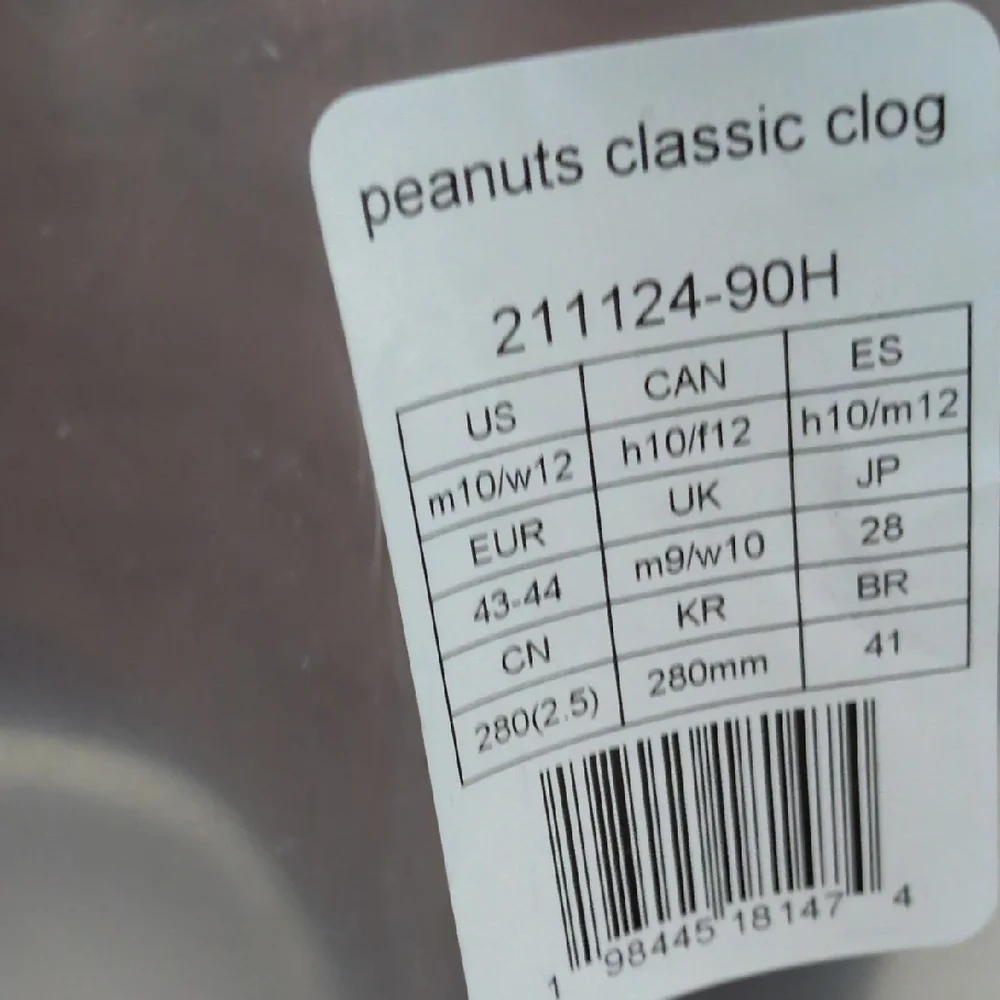 peanuts classic clog
211124-90H
US CAN ES
m10/w12 h10/f12 h10/m12
EUR UK JP
43-44 m9/w10 28
CN KR BR
280(2.5) 280mm 41
1 98445 18147 4